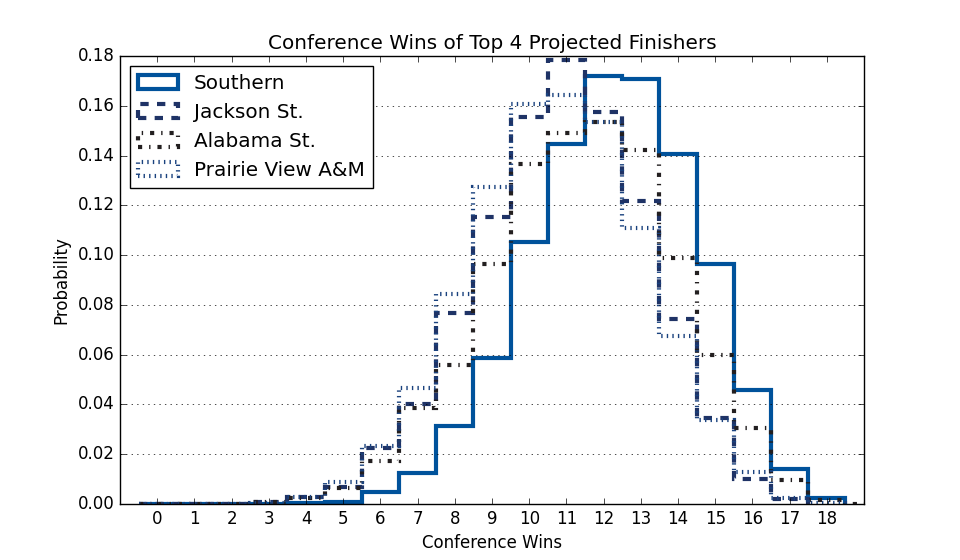 Conference Wins of Top 4 Projected Finishers
0.18
0.16
0.14
0.12
0.10
0.08
0.06
0.04
0.02
0.00
Probability
Southern
Jackson St.
Alabama St.
Prairie View A&M
0 1 2 3 4 5 6 7 8 9 10 11 12 13 14 15 16 17 18
Conference Wins